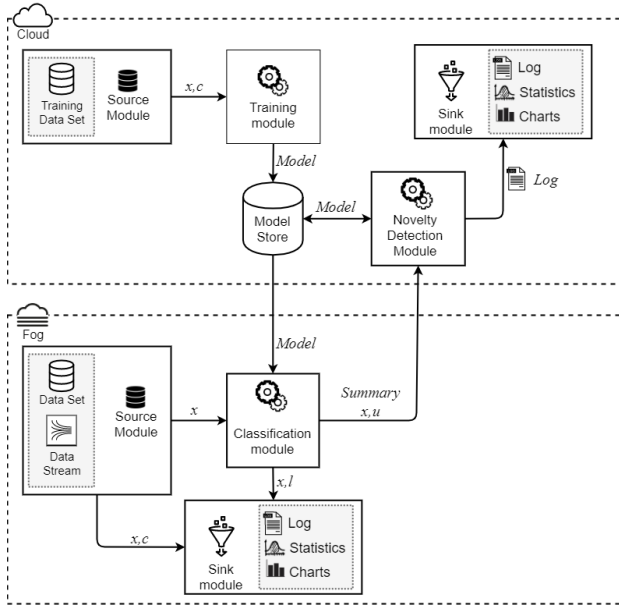 Cloud
Training
Data Set
Source
Module
x,c
Training
module
Sink
module
Log
Statistics
Charts
Model
Log
Model
Store
Model
Novelty
Detection
Module
Fog
Model
Data Set
Data
Stream
Source
Module
x
Classification
module
Summary
x,u
x,l
x,c
Sink
module
Log
Statistics
Charts